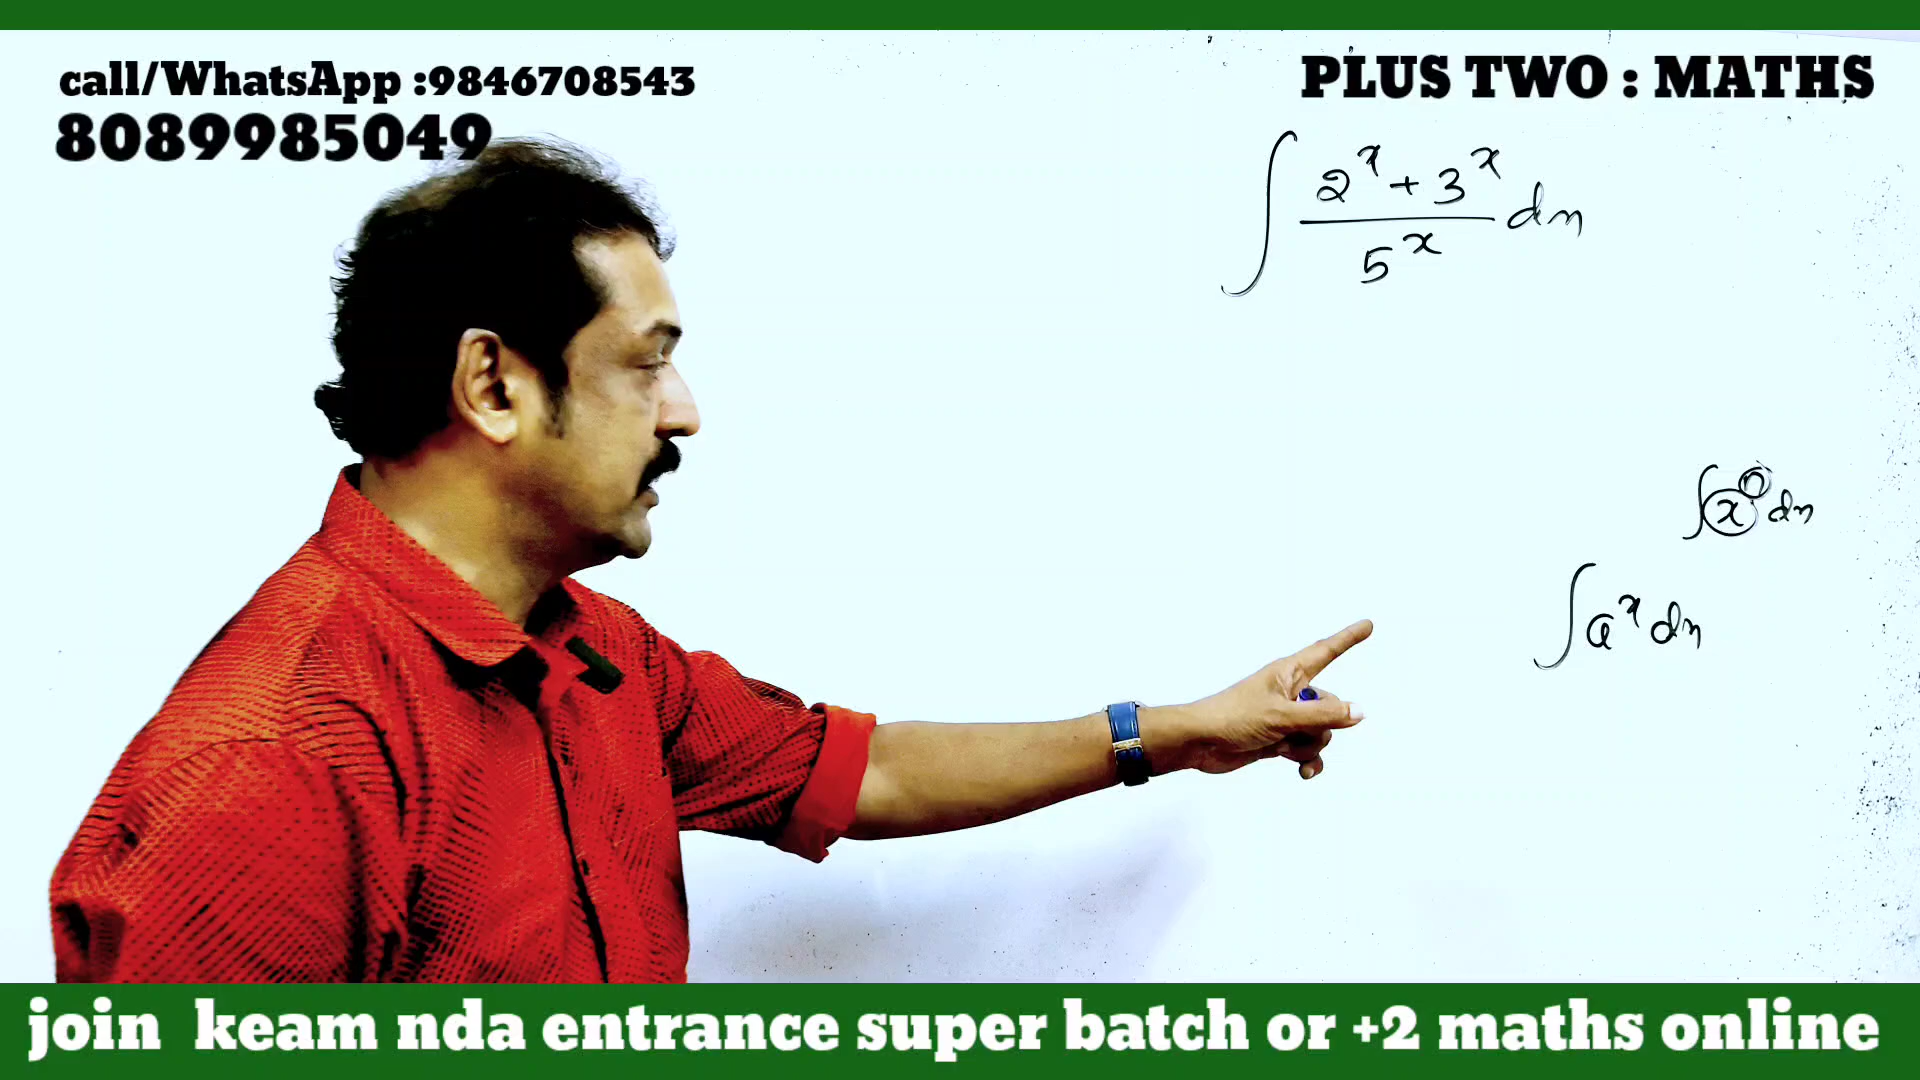 call/WhatsApp :9846708543
8089985049
PLUS TWO : MATHS
∫ (2^x + 3^x)/5^x dx
∫ x^n dx
∫ a^x dx
join keam nda entrance super batch or +2 maths online